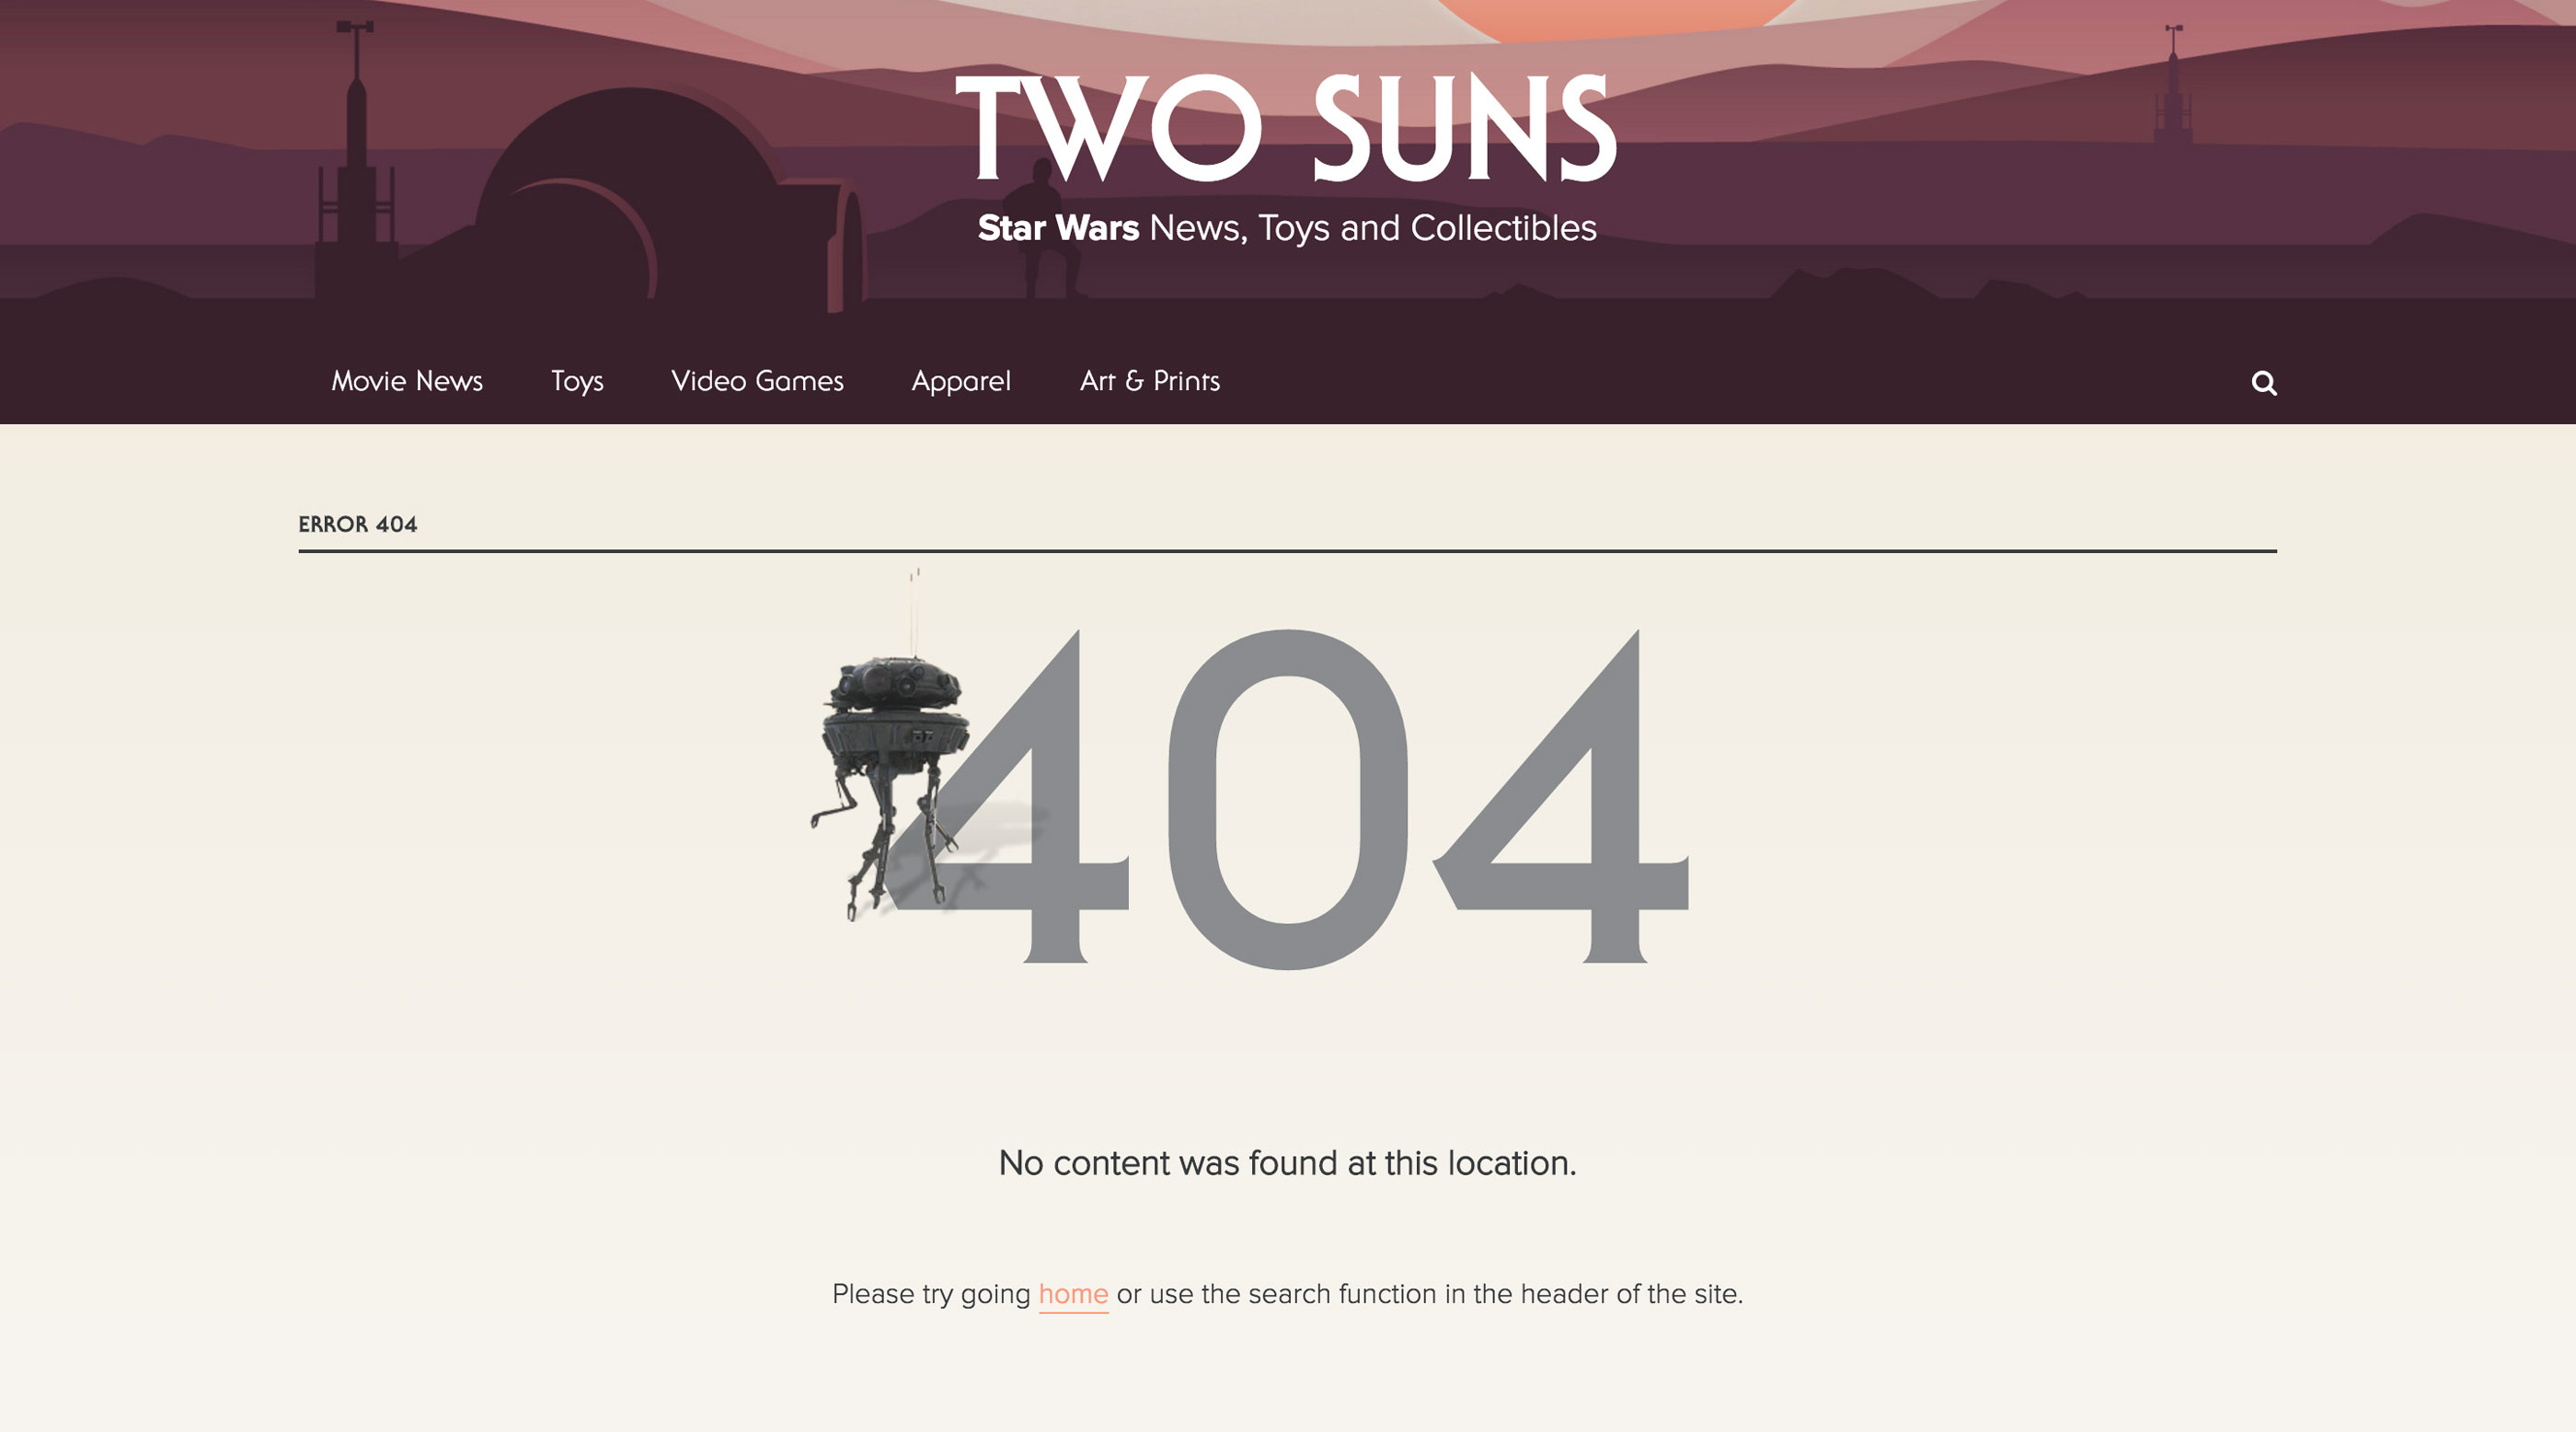 TWO SUNS
Star Wars News, Toys and Collectibles
Movie News Toys Video Games Apparel Art & Prints
ERROR 404
404
No content was found at this location.
Please try going home or use the search function in the header of the site.